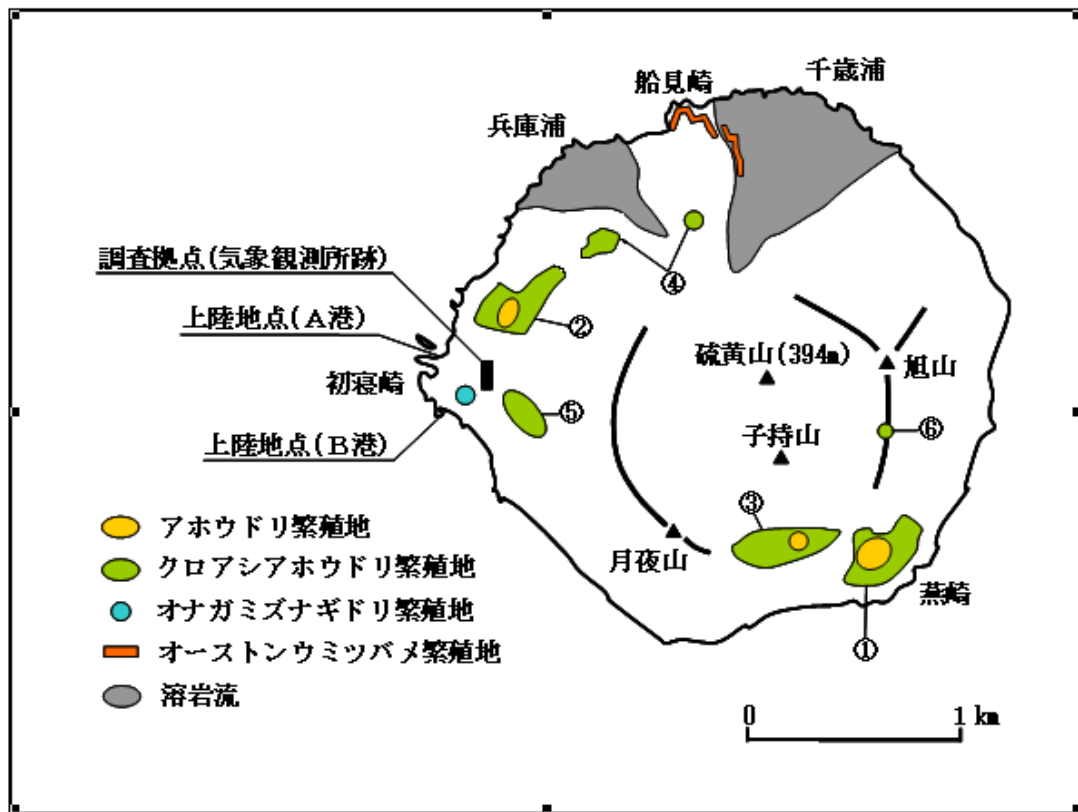 千歳浦
船見崎
兵庫浦
調査拠点(気象観測所跡)
④
上陸地点(A港)
②
硫黄山(394m)
旭山
初寝崎
⑤
⑥
上陸地点(B港)
子持山
③
アホウドリ繁殖地
月夜山
クロアシアホウドリ繁殖地
燕崎
オナガミズナギドリ繁殖地
①
オーストンウミツバメ繁殖地
溶岩流
0 1 km